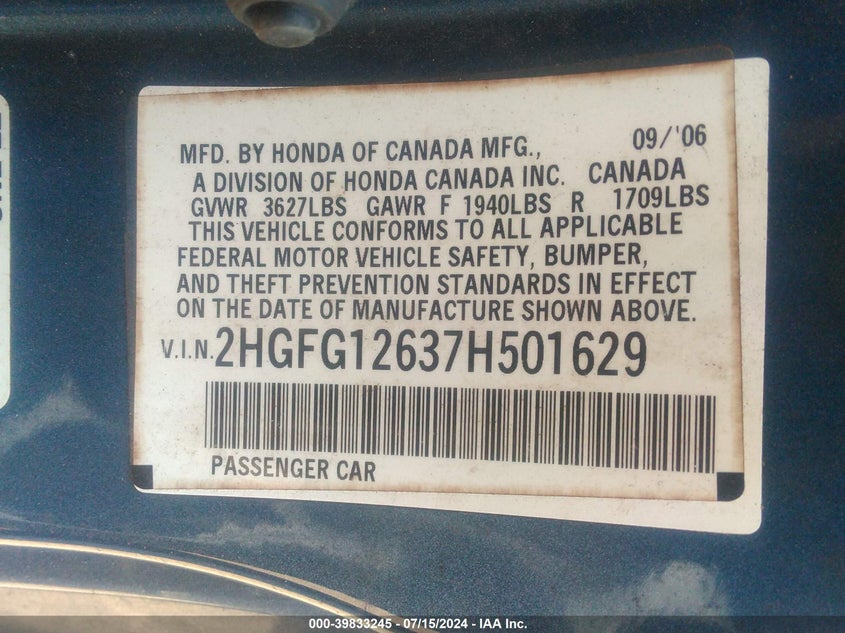 09/'06
MFD. BY HONDA OF CANADA MFG.,
A DIVISION OF HONDA CANADA INC. CANADA
GVWR 3627LBS GAWR F 1940LBS R 1709LBS
THIS VEHICLE CONFORMS TO ALL APPLICABLE
FEDERAL MOTOR VEHICLE SAFETY, BUMPER,
AND THEFT PREVENTION STANDARDS IN EFFECT
ON THE DATE OF MANUFACTURE SHOWN ABOVE.
V.I.N. 2HGFG12637H501629
PASSENGER CAR
000-39833245 - 07/15/2024 - IAA Inc.